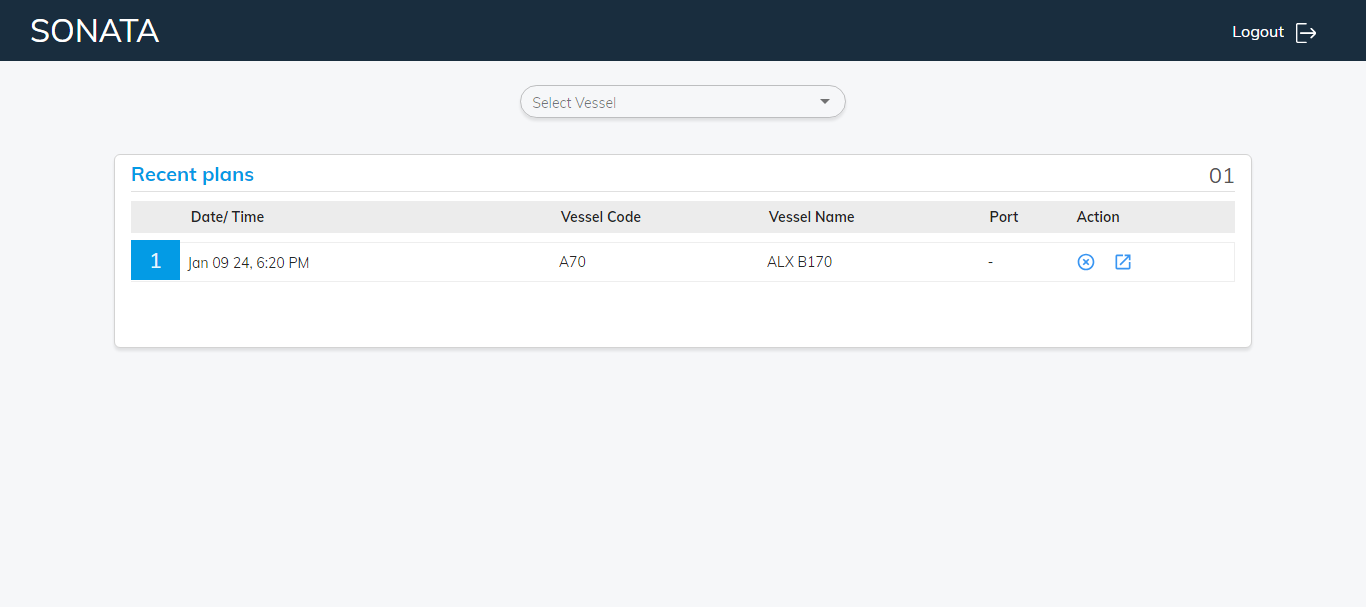 SONATA
Logout
Select Vessel
Recent plans 01
Date/ Time Vessel Code Vessel Name Port Action
1 Jan 09 24, 6:20 PM A70 ALX B170 -